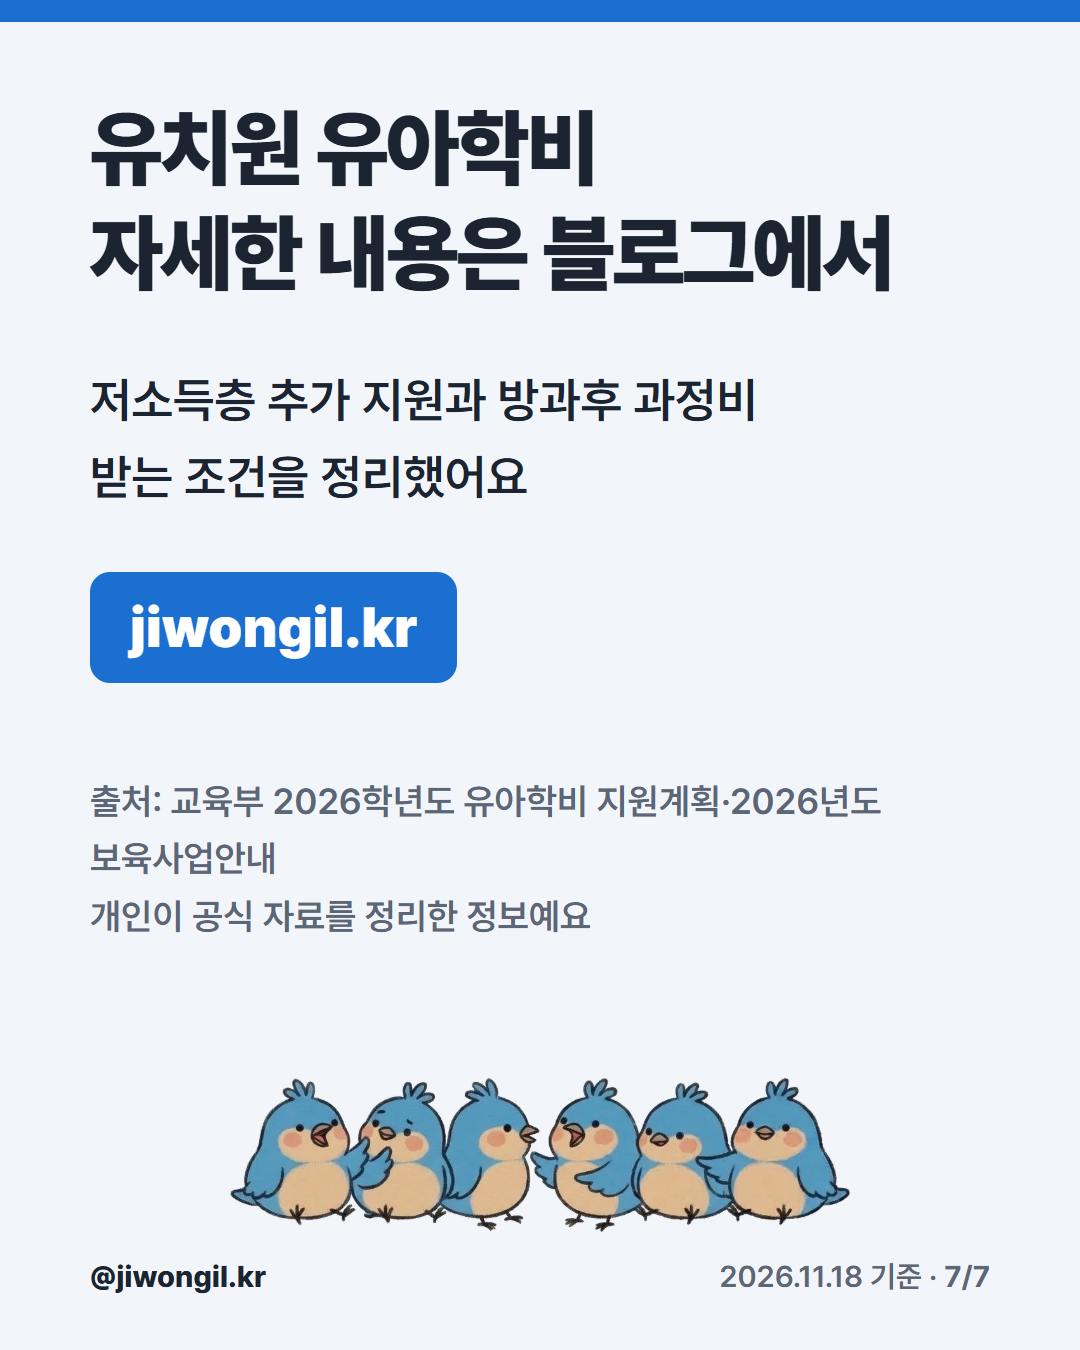 유치원 유아학비
자세한 내용은 블로그에서
저소득층 추가 지원과 방과후 과정비
받는 조건을 정리했어요
jiwongil.kr
출처: 교육부 2026학년도 유아학비 지원계획·2026년도
보육사업안내
개인이 공식 자료를 정리한 정보예요
@jiwongil.kr
2026.11.18 기준 · 7/7